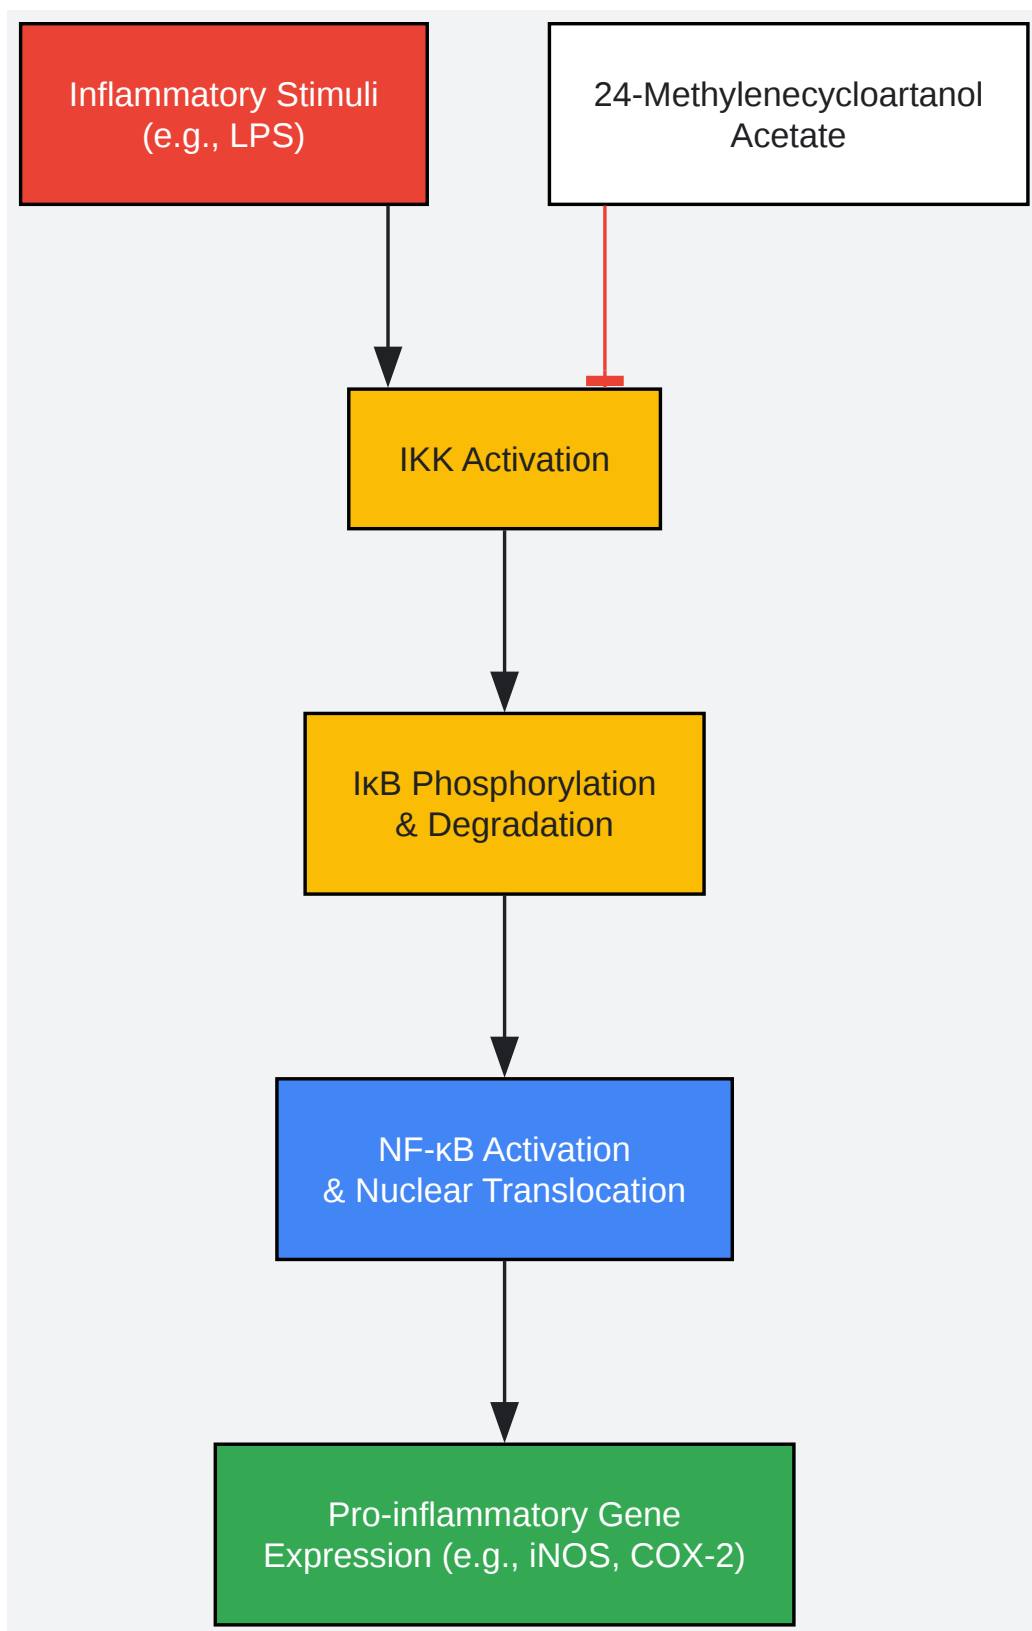 Inflammatory Stimuli
(e.g., LPS)
24-Methylenecycloartanol
Acetate
IKK Activation
IκB Phosphorylation
& Degradation
NF-κB Activation
& Nuclear Translocation
Pro-inflammatory Gene
Expression (e.g., iNOS, COX-2)